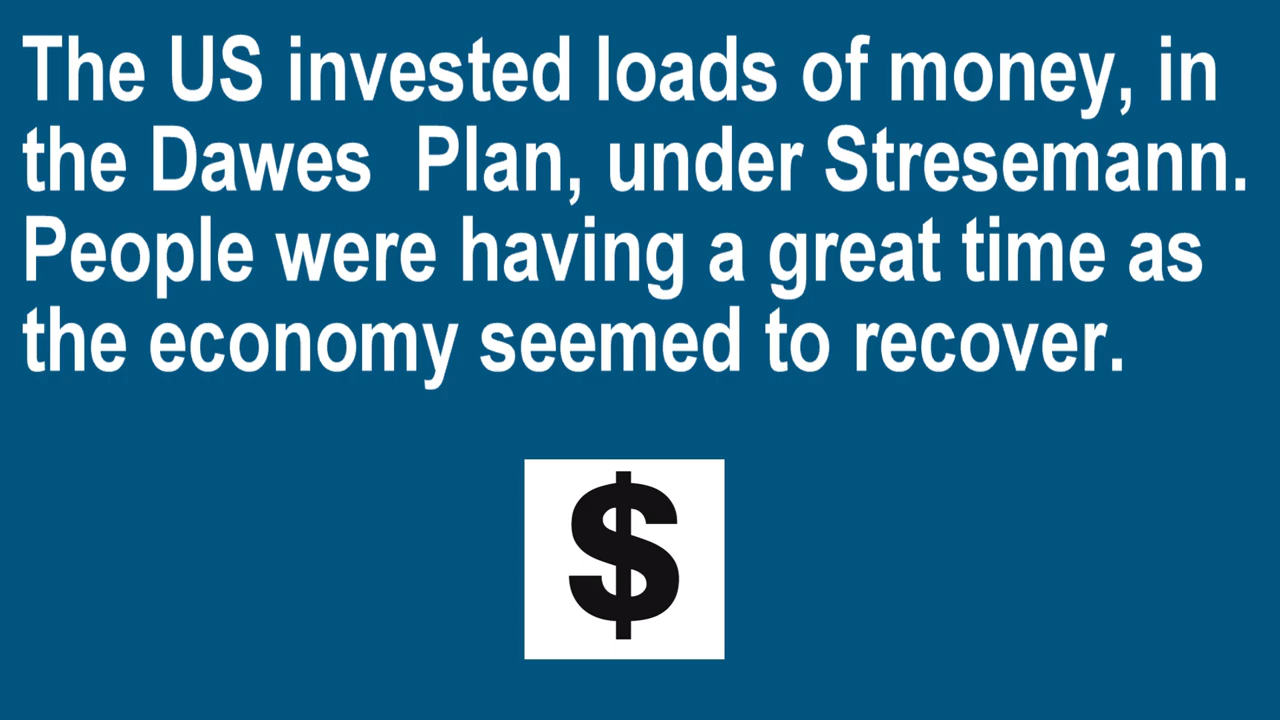 The US invested loads of money, in
the Dawes  Plan, under Stresemann.
People were having a great time as
the economy seemed to recover.
$